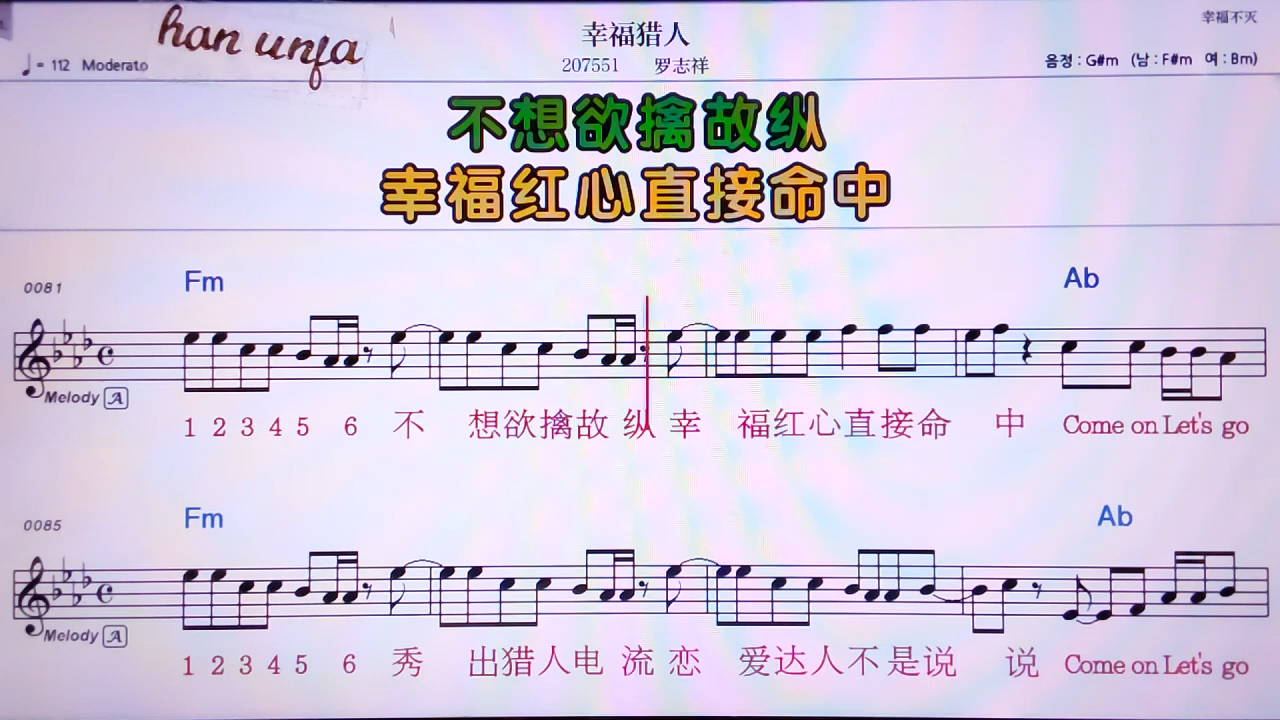 han unfa
幸福不灭
幸福猎人
♩= 112 Moderato
207551 罗志祥
음정 : G#m (남 : F#m 여 : Bm)
不想欲擒故纵
幸福红心直接命中
Fm Ab
0081
Melody A
1 2 3 4 5 6 不 想欲擒故 纵 幸 福红心直接命 中 Come on Let's go
Fm Ab
0085
Melody A
1 2 3 4 5 6 秀 出猎人电 流 恋 爱达人不是说 说 Come on Let's go